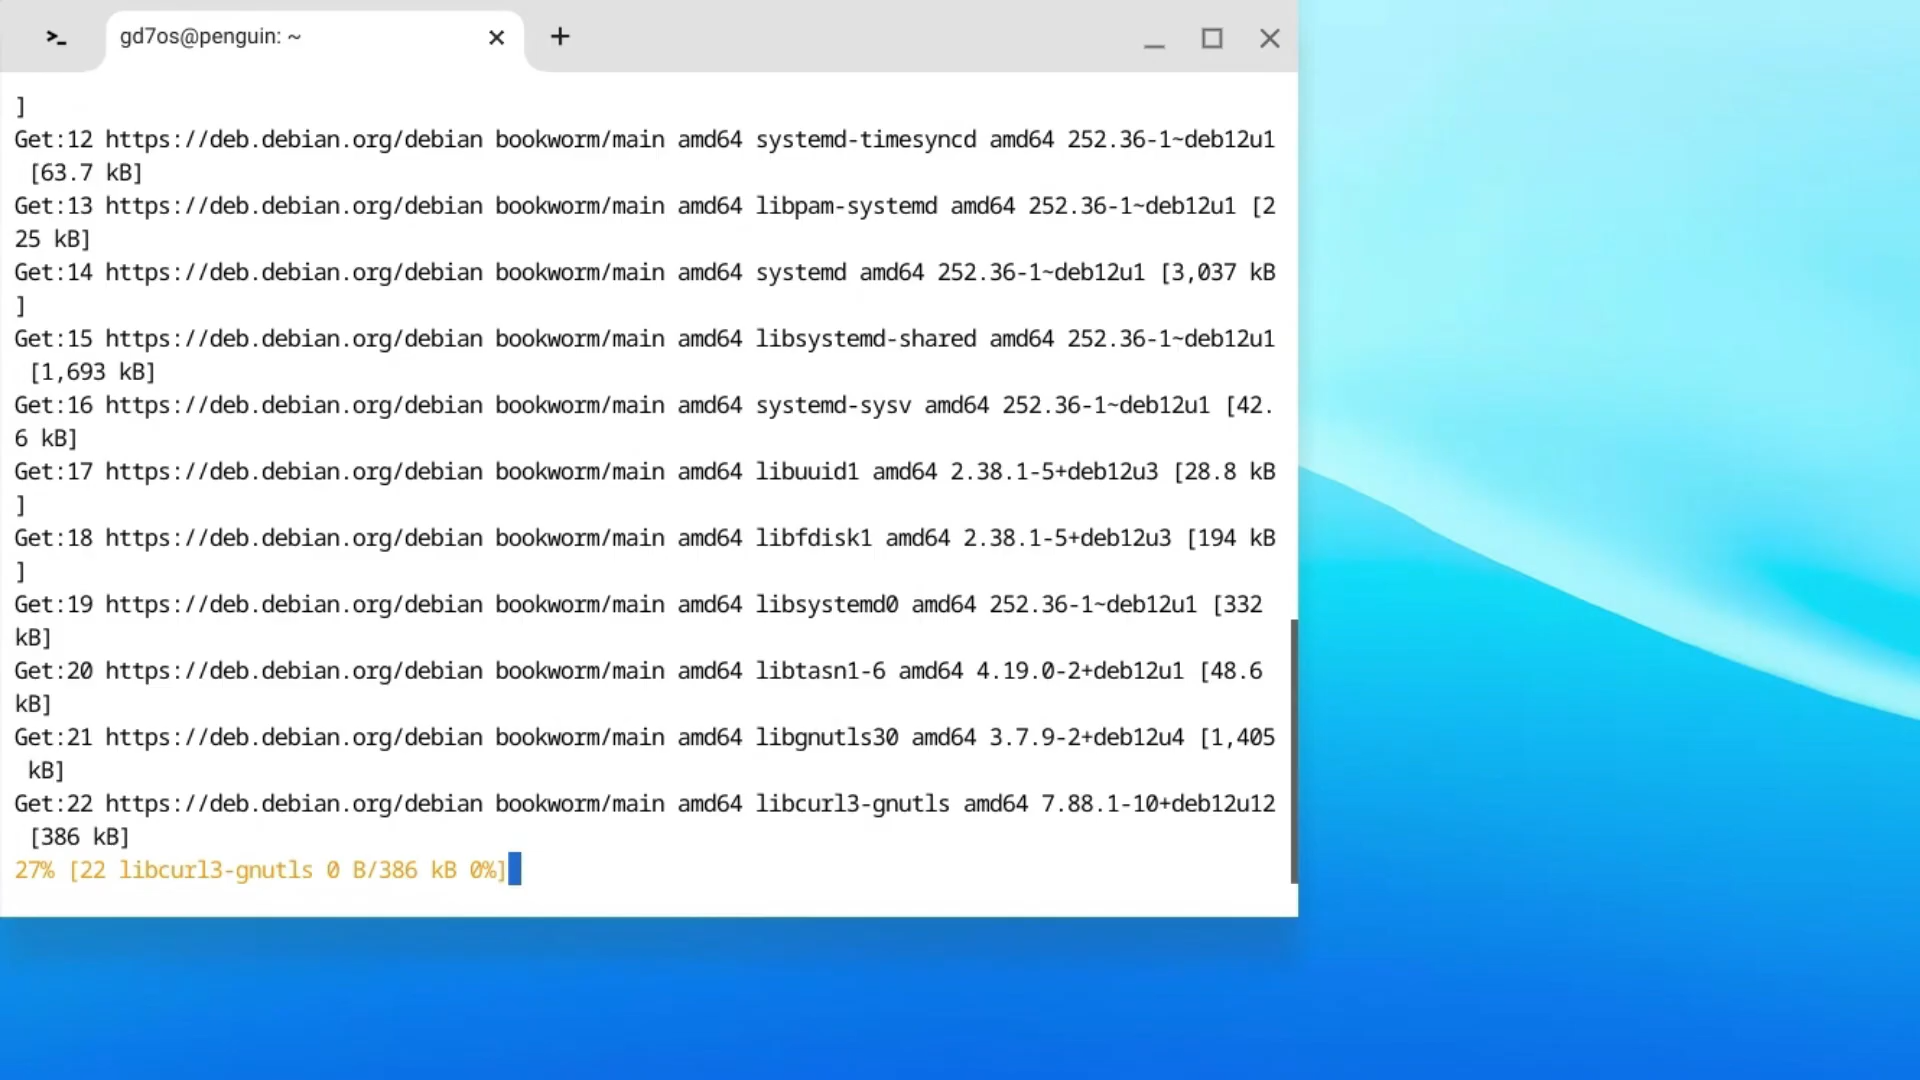 >_ gd7os@penguin: ~
]
Get:12 https://deb.debian.org/debian bookworm/main amd64 systemd-timesyncd amd64 252.36-1~deb12u1
[63.7 kB]
Get:13 https://deb.debian.org/debian bookworm/main amd64 libpam-systemd amd64 252.36-1~deb12u1 [2
25 kB]
Get:14 https://deb.debian.org/debian bookworm/main amd64 systemd amd64 252.36-1~deb12u1 [3,037 kB
]
Get:15 https://deb.debian.org/debian bookworm/main amd64 libsystemd-shared amd64 252.36-1~deb12u1
[1,693 kB]
Get:16 https://deb.debian.org/debian bookworm/main amd64 systemd-sysv amd64 252.36-1~deb12u1 [42.
6 kB]
Get:17 https://deb.debian.org/debian bookworm/main amd64 libuuid1 amd64 2.38.1-5+deb12u3 [28.8 kB
]
Get:18 https://deb.debian.org/debian bookworm/main amd64 libfdisk1 amd64 2.38.1-5+deb12u3 [194 kB
]
Get:19 https://deb.debian.org/debian bookworm/main amd64 libsystemd0 amd64 252.36-1~deb12u1 [332
kB]
Get:20 https://deb.debian.org/debian bookworm/main amd64 libtasn1-6 amd64 4.19.0-2+deb12u1 [48.6
kB]
Get:21 https://deb.debian.org/debian bookworm/main amd64 libgnutls30 amd64 3.7.9-2+deb12u4 [1,405
kB]
Get:22 https://deb.debian.org/debian bookworm/main amd64 libcurl3-gnutls amd64 7.88.1-10+deb12u12
[386 kB]
27% [22 libcurl3-gnutls 0 B/386 kB 0%]